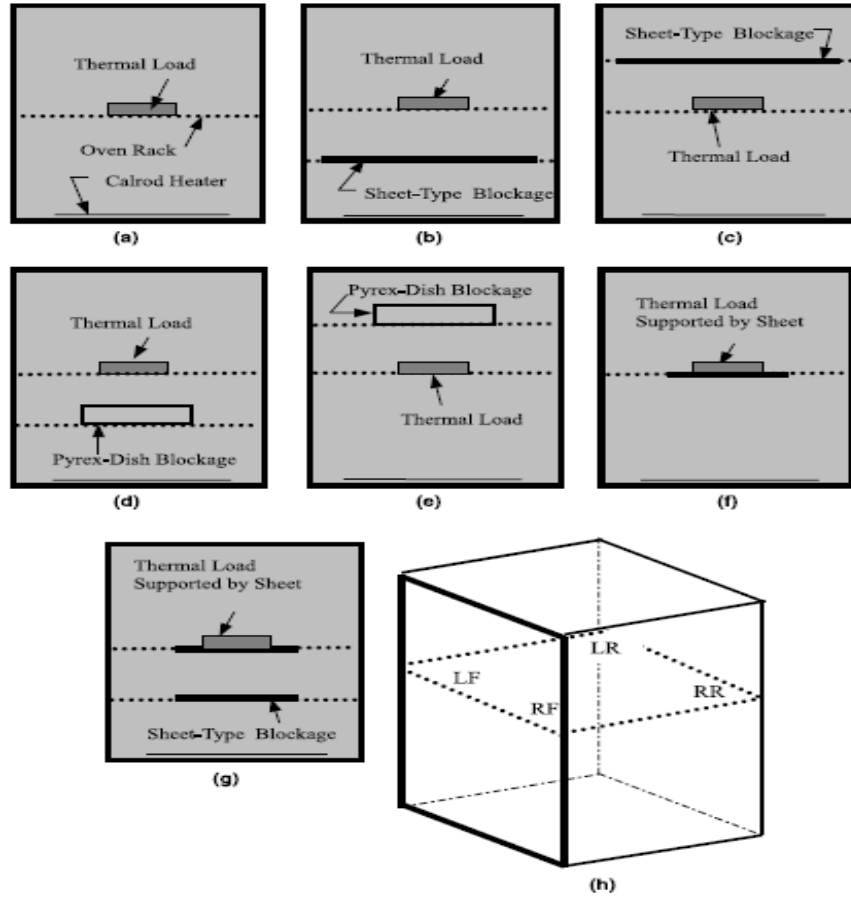 Thermal Load
Oven Rack
Calrod Heater
(a)
Thermal Load
Sheet-Type Blockage
(b)
Sheet-Type Blockage
Thermal Load
(c)
Thermal Load
Pyrex-Dish Blockage
(d)
Pyrex-Dish Blockage
Thermal Load
(e)
Thermal Load
Supported by Sheet
(f)
Thermal Load
Supported by Sheet
Sheet-Type Blockage
(g)
LR
LF
RR
RF
(h)